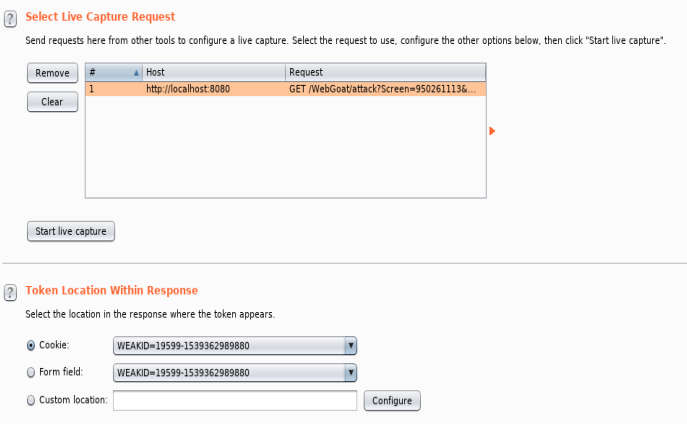 ? Select Live Capture Request
Send requests here from other tools to configure a live capture. Select the request to use, configure the other options below, then click "Start live capture".
Remove
Clear
# Host Request
1 http://localhost:8080 GET /WebGoat/attack?Screen=950261113&...
Start live capture
? Token Location Within Response
Select the location in the response where the token appears.
Cookie: WEAKID=19599-1539362989880
Form field: WEAKID=19599-1539362989880
Custom location: Configure